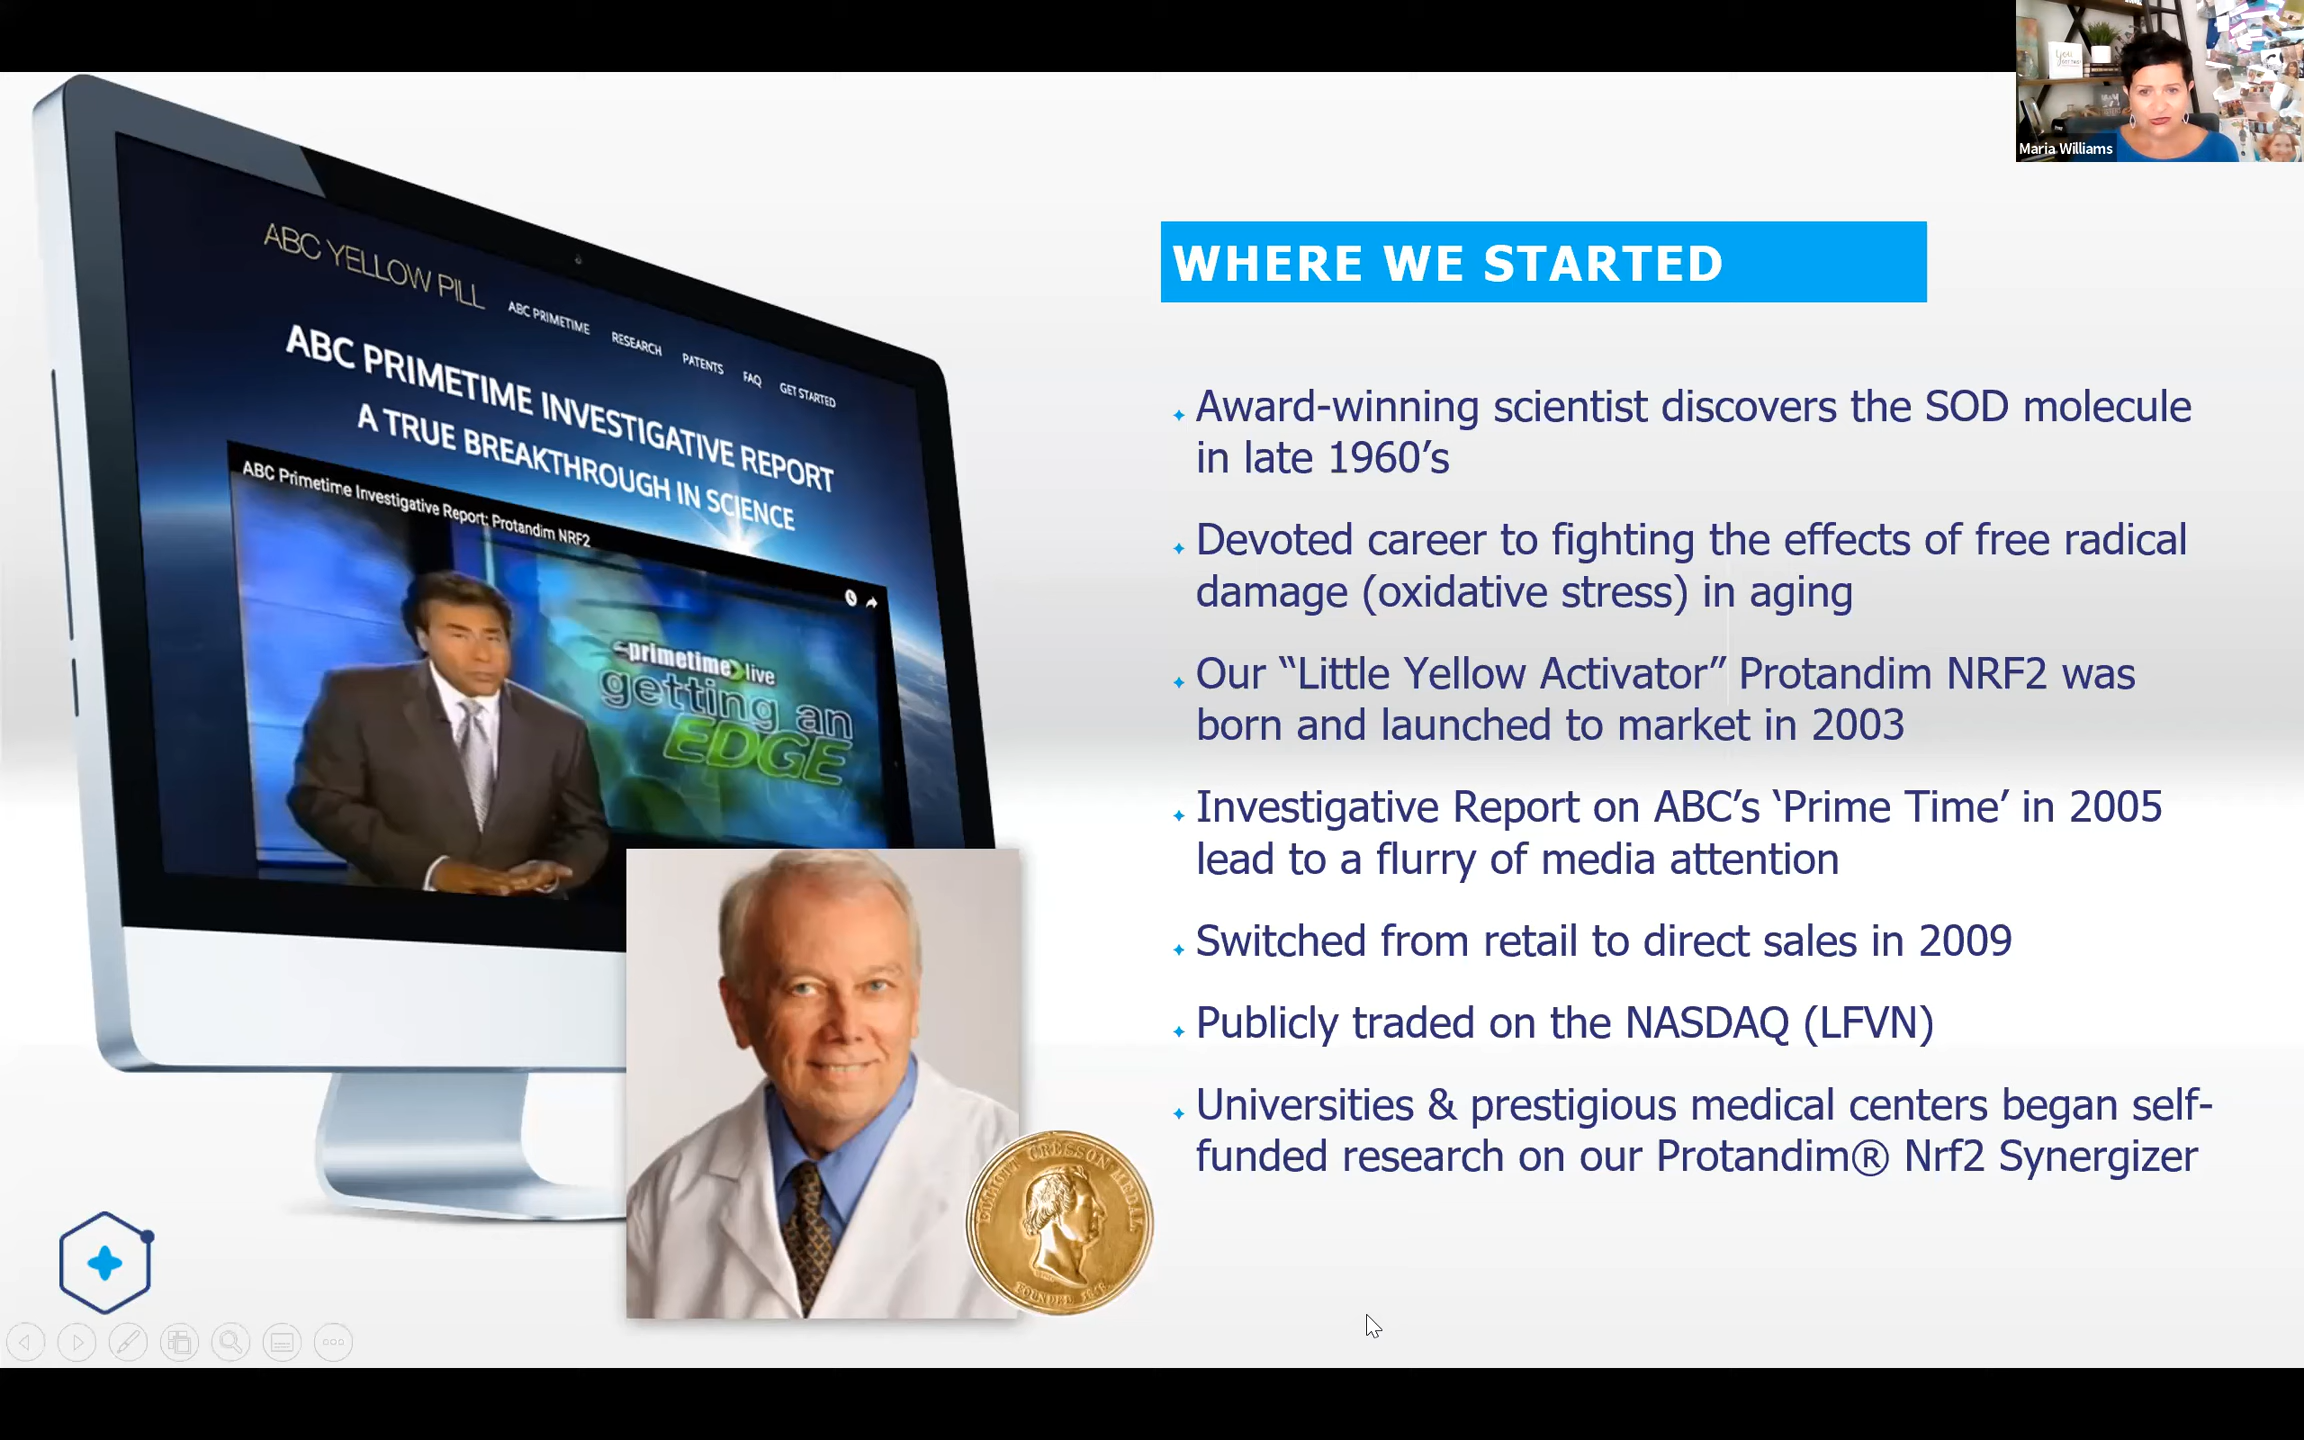 Maria Williams
ABC YELLOW PILL
ABC PRIMETIME
RESEARCH
PATENTS
FAQ
GET STARTED
ABC PRIMETIME INVESTIGATIVE REPORT
A TRUE BREAKTHROUGH IN SCIENCE
ABC Primetime Investigative Report: Protandim NRF2
primetime live
getting an
EDGE
WHERE WE STARTED
Award-winning scientist discovers the SOD molecule
in late 1960’s
Devoted career to fighting the effects of free radical
damage (oxidative stress) in aging
Our “Little Yellow Activator” Protandim NRF2 was
born and launched to market in 2003
Investigative Report on ABC’s ‘Prime Time’ in 2005
lead to a flurry of media attention
Switched from retail to direct sales in 2009
Publicly traded on the NASDAQ (LFVN)
Universities & prestigious medical centers began self-
funded research on our Protandim® Nrf2 Synergizer
ELLIOTT CRESSON MEDAL